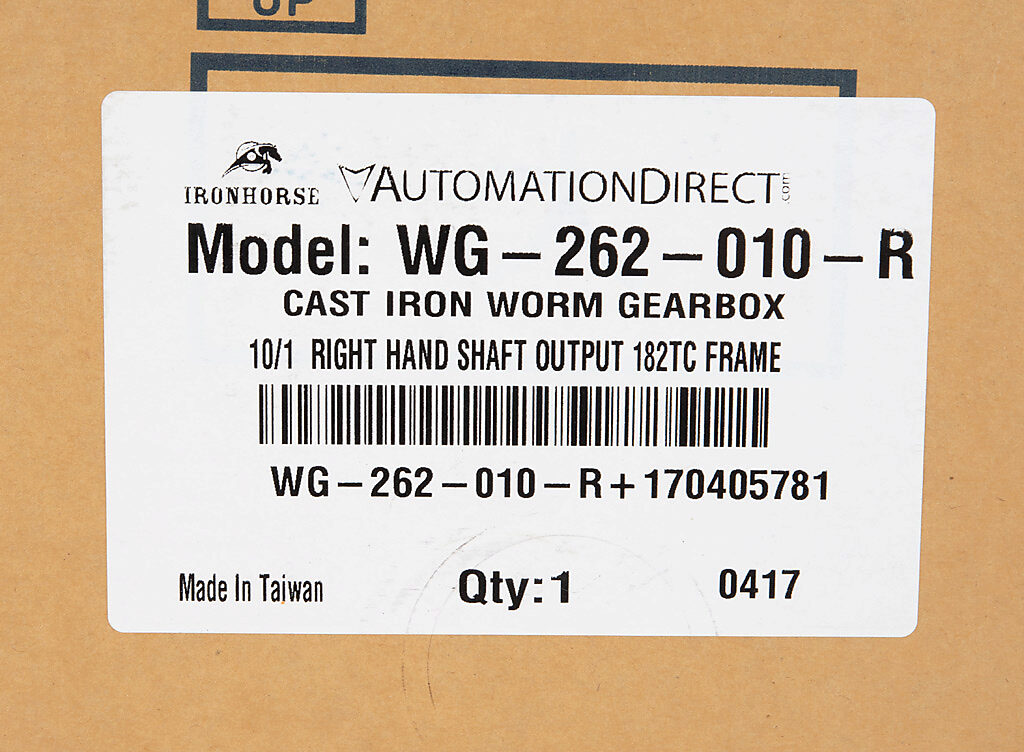 UP
IRONHORSE AUTOMATIONDIRECT.com
Model: WG-262-010-R
CAST IRON WORM GEARBOX
10/1 RIGHT HAND SHAFT OUTPUT 182TC FRAME
WG-262-010-R+170405781
Made In Taiwan Qty:1 0417